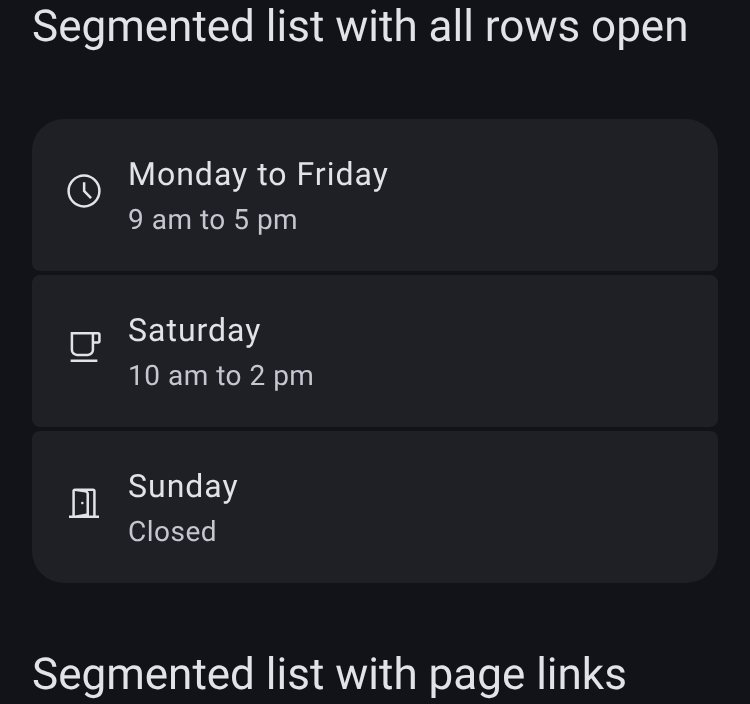 Segmented list with all rows open
Monday to Friday
9 am to 5 pm
Saturday
10 am to 2 pm
Sunday
Closed
Segmented list with page links